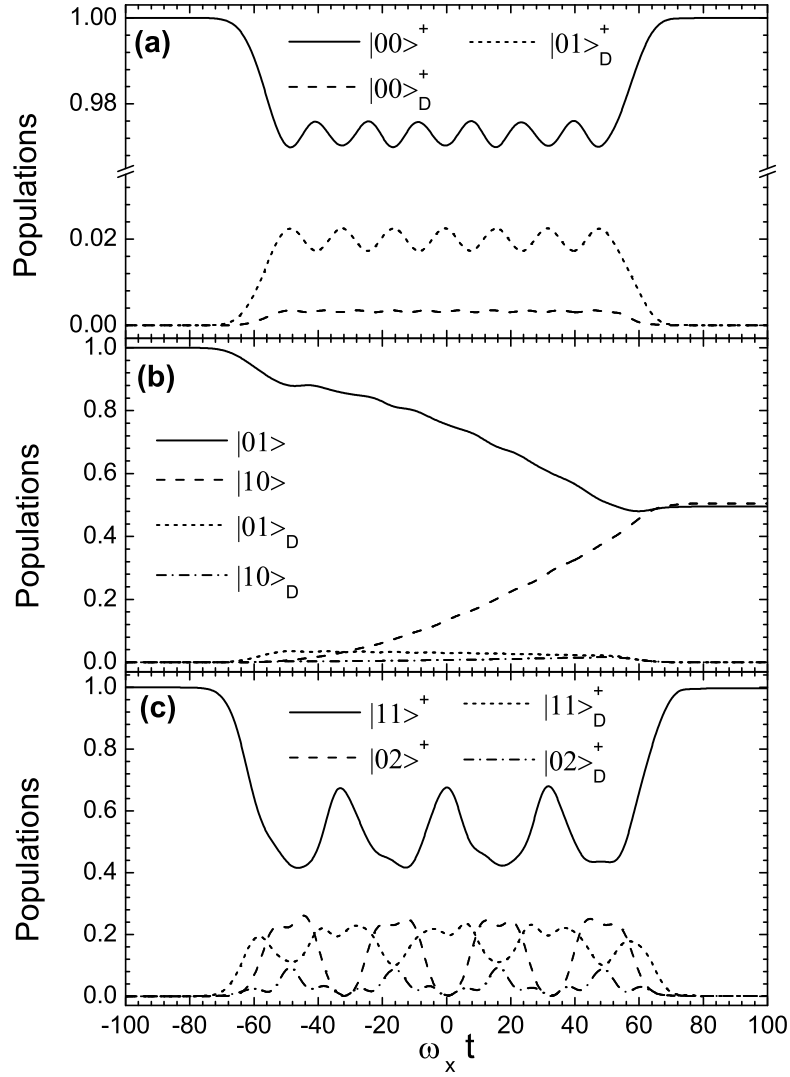 1.00
(a)
|00>⁺
|01>_D⁺
|00>_D⁺
0.98
Populations
0.02
0.00
1.0
(b)
0.8
|01>
|10>
0.6
|01>_D
Populations
0.4
|10>_D
0.2
0.0
1.0
(c)
|11>⁺
|11>_D⁺
|02>⁺
|02>_D⁺
0.8
0.6
Populations
0.4
0.2
0.0
-100 -80 -60 -40 -20 0 20 40 60 80 100
ω_x t